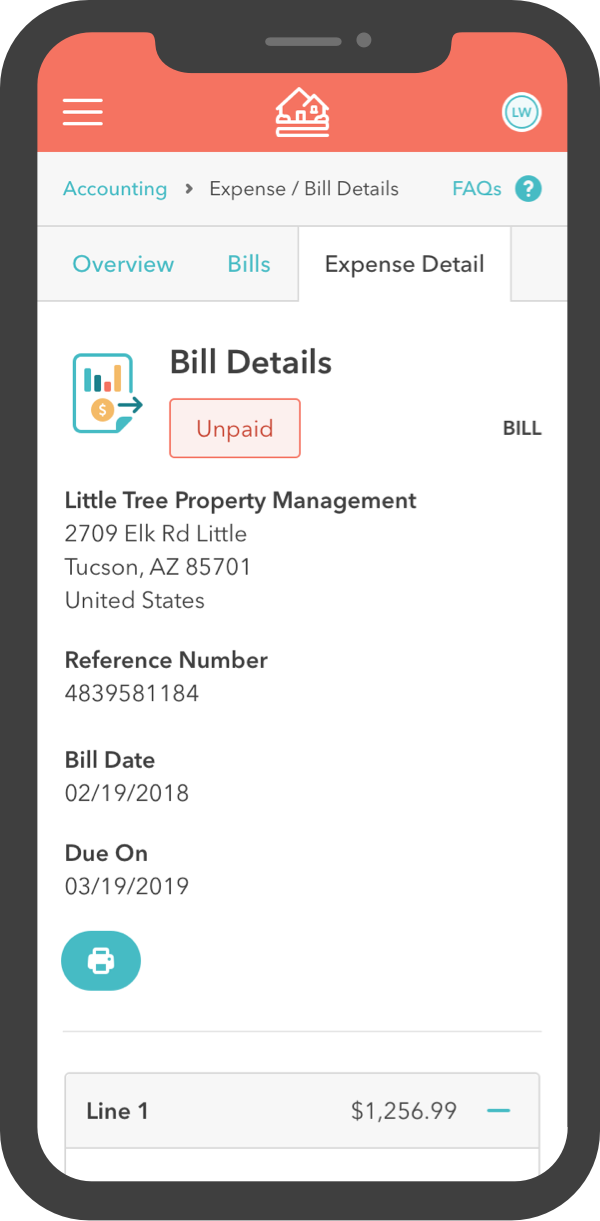 LW
Accounting > Expense / Bill Details FAQs ?
Overview Bills Expense Detail
$
Bill Details
Unpaid
BILL
Little Tree Property Management
2709 Elk Rd Little
Tucson, AZ 85701
United States
Reference Number
4839581184
Bill Date
02/19/2018
Due On
03/19/2019
Line 1 $1,256.99